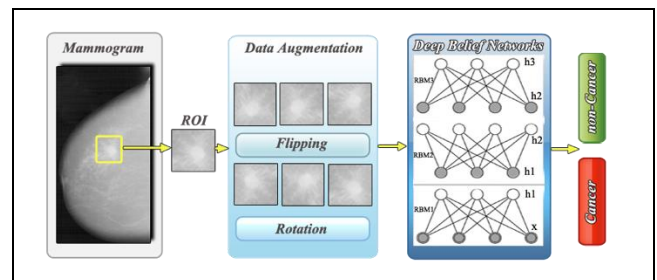 Mammogram
ROI
Data Augmentation
Flipping
Rotation
Deep Belief Networks
h3
RBM3
h2
h2
RBM2
h1
h1
RBM1
x
non-Cancer
Cancer